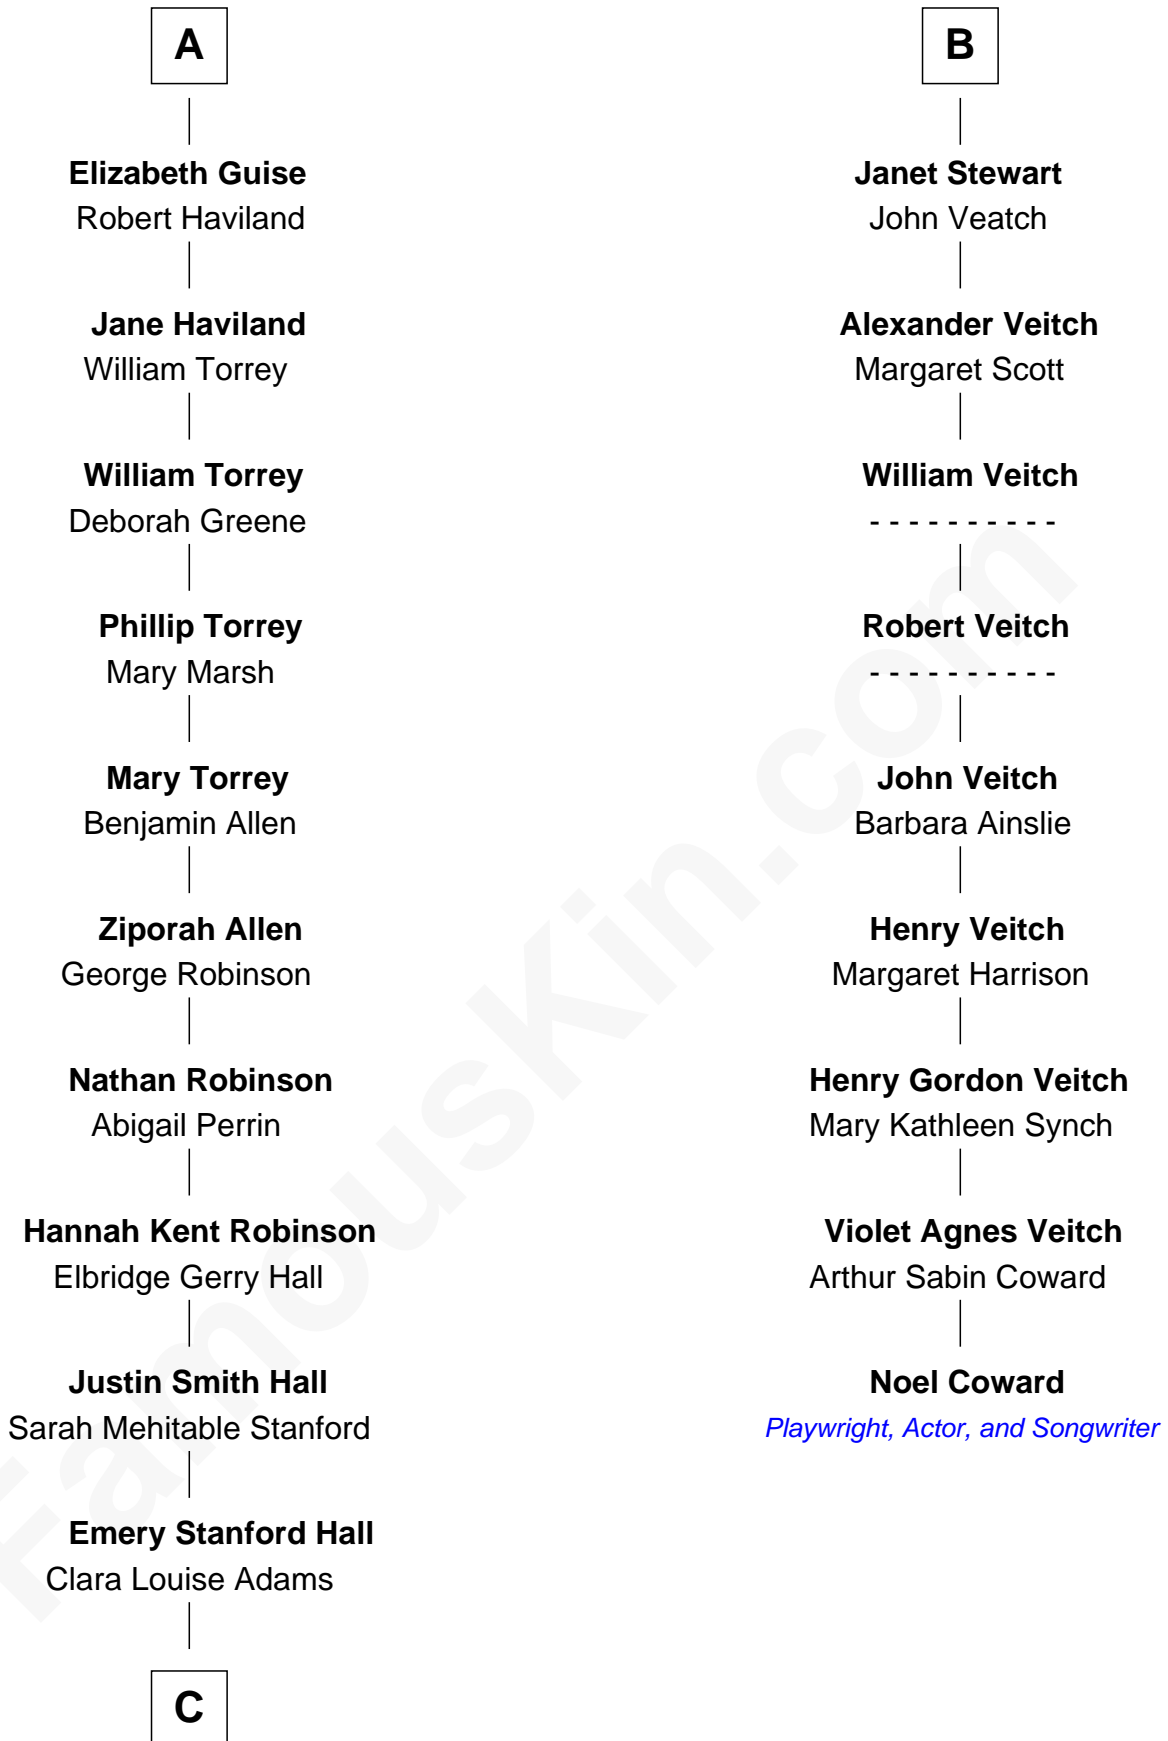 A
Elizabeth Guise
Robert Haviland
Jane Haviland
William Torrey
William Torrey
Deborah Greene
Phillip Torrey
Mary Marsh
Mary Torrey
Benjamin Allen
Ziporah Allen
George Robinson
Nathan Robinson
Abigail Perrin
Hannah Kent Robinson
Elbridge Gerry Hall
Justin Smith Hall
Sarah Mehitable Stanford
Emery Stanford Hall
Clara Louise Adams
C
B
Janet Stewart
John Veatch
Alexander Veitch
Margaret Scott
William Veitch
- - - - - - - - - -
Robert Veitch
- - - - - - - - - -
John Veitch
Barbara Ainslie
Henry Veitch
Margaret Harrison
Henry Gordon Veitch
Mary Kathleen Synch
Violet Agnes Veitch
Arthur Sabin Coward
Noel Coward
Playwright, Actor, and Songwriter
FamousKin.com